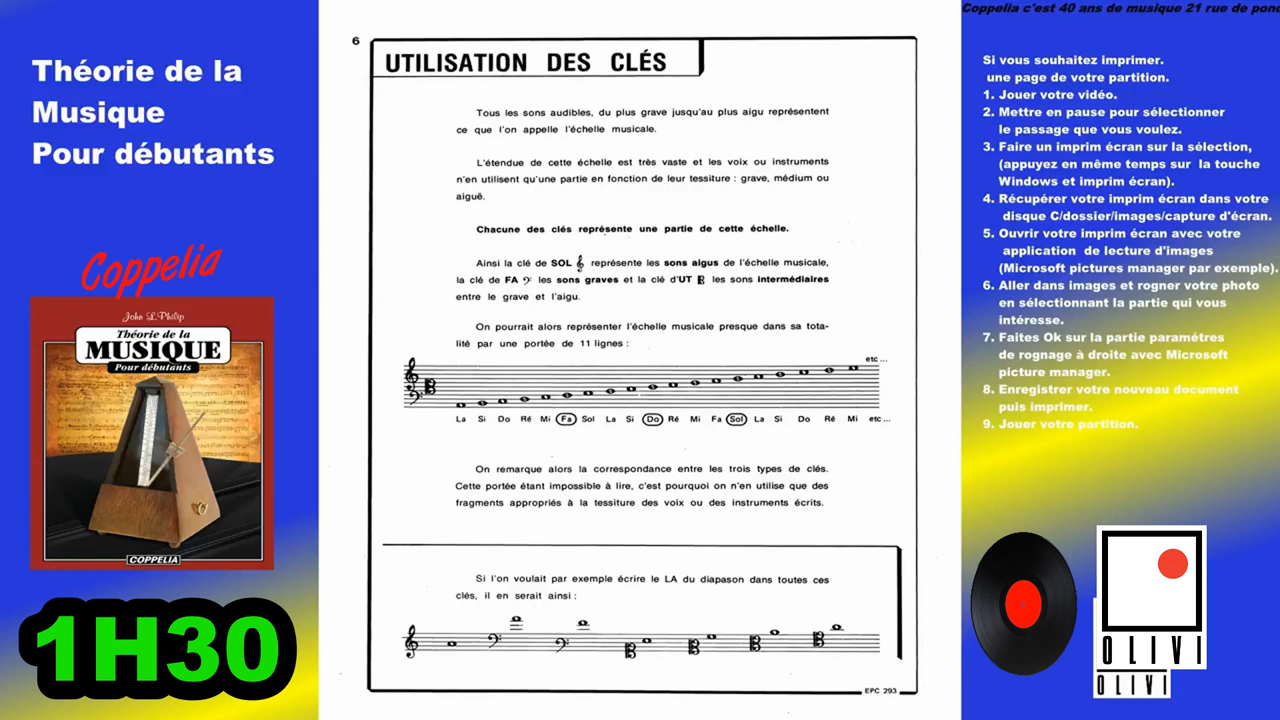 Théorie de la
Musique
Pour débutants
Coppelia
John L.Philip
Théorie de la
MUSIQUE
Pour débutants
COPPELIA
1H30
6
UTILISATION DES CLÉS
Tous les sons audibles, du plus grave jusqu'au plus aigu représentent
ce que l'on appelle l'échelle musicale.
L'étendue de cette échelle est très vaste et les voix ou instruments
n'en utilisent qu'une partie en fonction de leur tessiture : grave, médium ou
aiguë.
Chacune des clés représente une partie de cette échelle.
Ainsi la clé de SOL représente les sons aigus de l'échelle musicale,
la clé de FA les sons graves et la clé d'UT les sons intermédiaires
entre le grave et l'aigu.
On pourrait alors représenter l'échelle musicale presque dans sa tota-
lité par une portée de 11 lignes :
etc ...
La Si Do Ré Mi Fa Sol La Si Do Ré Mi Fa Sol La Si Do Ré Mi etc ...
On remarque alors la correspondance entre les trois types de clés.
Cette portée étant impossible à lire, c'est pourquoi on n'en utilise que des
fragments appropriés à la tessiture des voix ou des instruments écrits.
Si l'on voulait par exemple écrire le LA du diapason dans toutes ces
clés, il en serait ainsi :
EPC 293
Coppelia c'est 40 ans de musique 21 rue de pon
Si vous souhaitez imprimer.
une page de votre partition.
1. Jouer votre vidéo.
2. Mettre en pause pour sélectionner
le passage que vous voulez.
3. Faire un imprim écran sur la sélection,
(appuyez en même temps sur la touche
Windows et imprim écran).
4. Récupérer votre imprim écran dans votre
disque C/dossier/images/capture d'écran.
5. Ouvrir votre imprim écran avec votre
application de lecture d'images
(Microsoft pictures manager par exemple).
6. Aller dans images et rogner votre photo
en sélectionnant la partie qui vous
intéresse.
7. Faites Ok sur la partie paramétres
de rognage à droite avec Microsoft
picture manager.
8. Enregistrer votre nouveau document
puis imprimer.
9. Jouer votre partition.
OLIVI
OLIVI